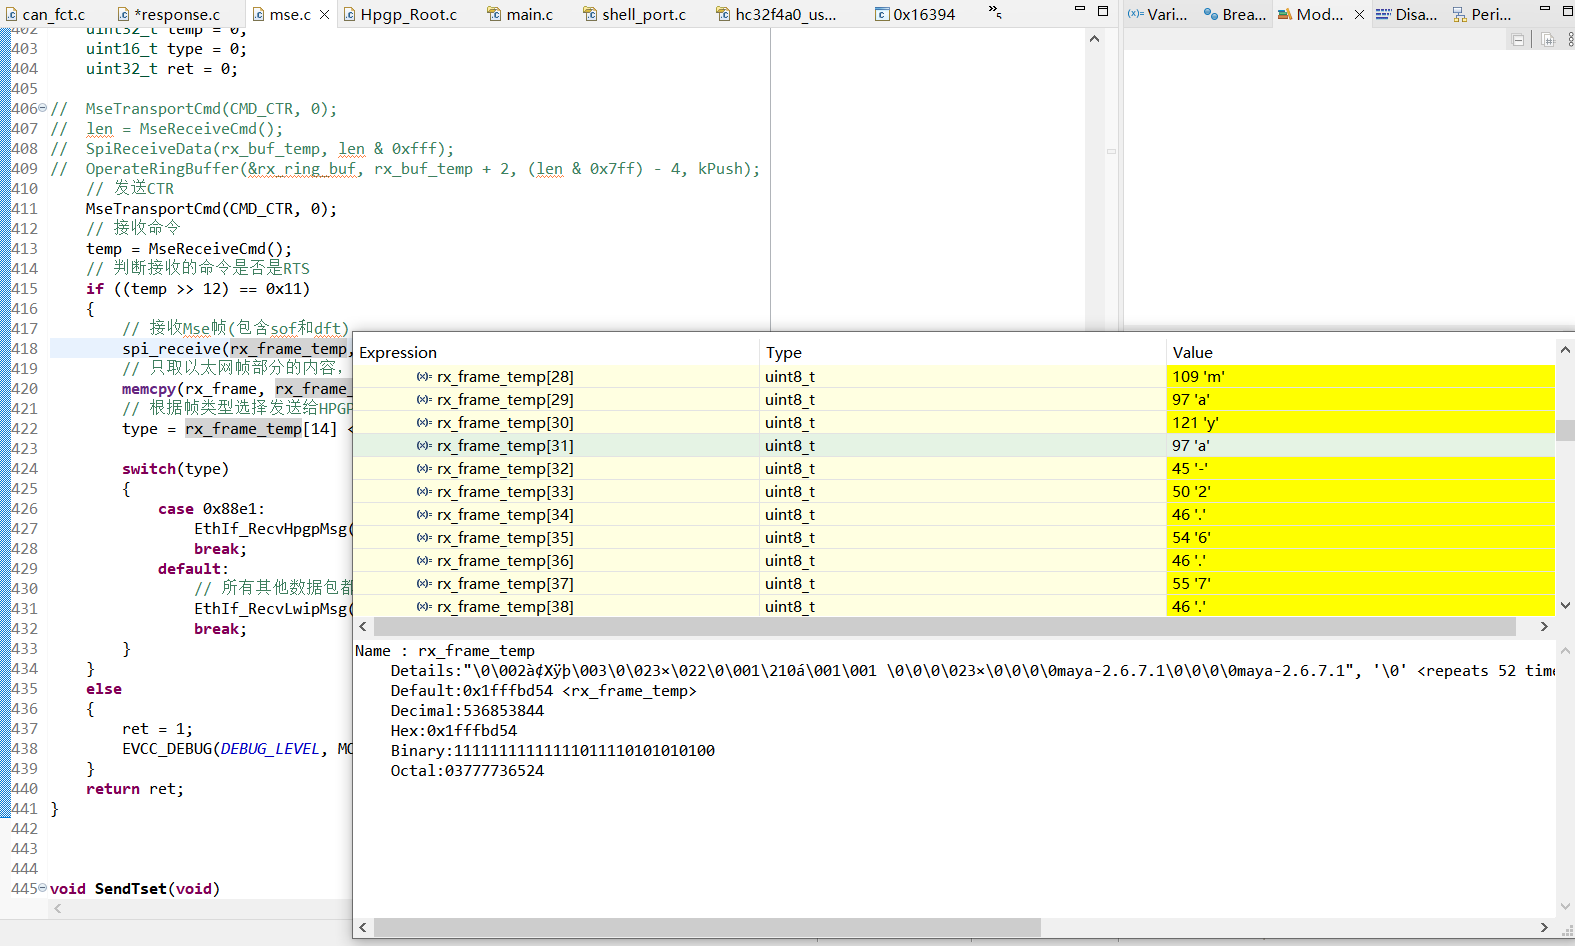 can_fct.c *response.c mse.c Hpgp_Root.c main.c shell_port.c hc32f4a0_us... 0x16394 »5 (x)= Vari... Brea... Mod... Disa... Peri...
402 uint32_t temp = 0;
403 uint16_t type = 0;
404 uint32_t ret = 0;
405
406 // MseTransportCmd(CMD_CTR, 0);
407 // len = MseReceiveCmd();
408 // SpiReceiveData(rx_buf_temp, len & 0xfff);
409 // OperateRingBuffer(&rx_ring_buf, rx_buf_temp + 2, (len & 0x7ff) - 4, kPush);
410 // 发送CTR
411 MseTransportCmd(CMD_CTR, 0);
412 // 接收命令
413 temp = MseReceiveCmd();
414 // 判断接收的命令是否是RTS
415 if ((temp >> 12) == 0x11)
416 {
417 // 接收Mse帧(包含sof和dft)
418 spi_receive(rx_frame_temp,
419 // 只取以太网帧部分的内容，
420 memcpy(rx_frame, rx_frame_
421 // 根据帧类型选择发送给HPGP
422 type = rx_frame_temp[14] <
423
424 switch(type)
425 {
426 case 0x88e1:
427 EthIf_RecvHpgpMsg(
428 break;
429 default:
430 // 所有其他数据包都
431 EthIf_RecvLwipMsg(
432 break;
433 }
434 }
435 else
436 {
437 ret = 1;
438 EVCC_DEBUG(DEBUG_LEVEL, MO
439 }
440 return ret;
441 }
442
443
444
445 void SendTset(void)
Expression Type Value
(x)= rx_frame_temp[28] uint8_t 109 'm'
(x)= rx_frame_temp[29] uint8_t 97 'a'
(x)= rx_frame_temp[30] uint8_t 121 'y'
(x)= rx_frame_temp[31] uint8_t 97 'a'
(x)= rx_frame_temp[32] uint8_t 45 '-'
(x)= rx_frame_temp[33] uint8_t 50 '2'
(x)= rx_frame_temp[34] uint8_t 46 '.'
(x)= rx_frame_temp[35] uint8_t 54 '6'
(x)= rx_frame_temp[36] uint8_t 46 '.'
(x)= rx_frame_temp[37] uint8_t 55 '7'
(x)= rx_frame_temp[38] uint8_t 46 '.'
Name : rx_frame_temp
Details:"\0\002à¢Xÿþ\003\0\023×\022\0\001\210á\001\001 \0\0\0\023×\0\0\0\0maya-2.6.7.1\0\0\0\0maya-2.6.7.1", '\0' <repeats 52 time
Default:0x1fffbd54 <rx_frame_temp>
Decimal:536853844
Hex:0x1fffbd54
Binary:11111111111111011110101010100
Octal:03777736524